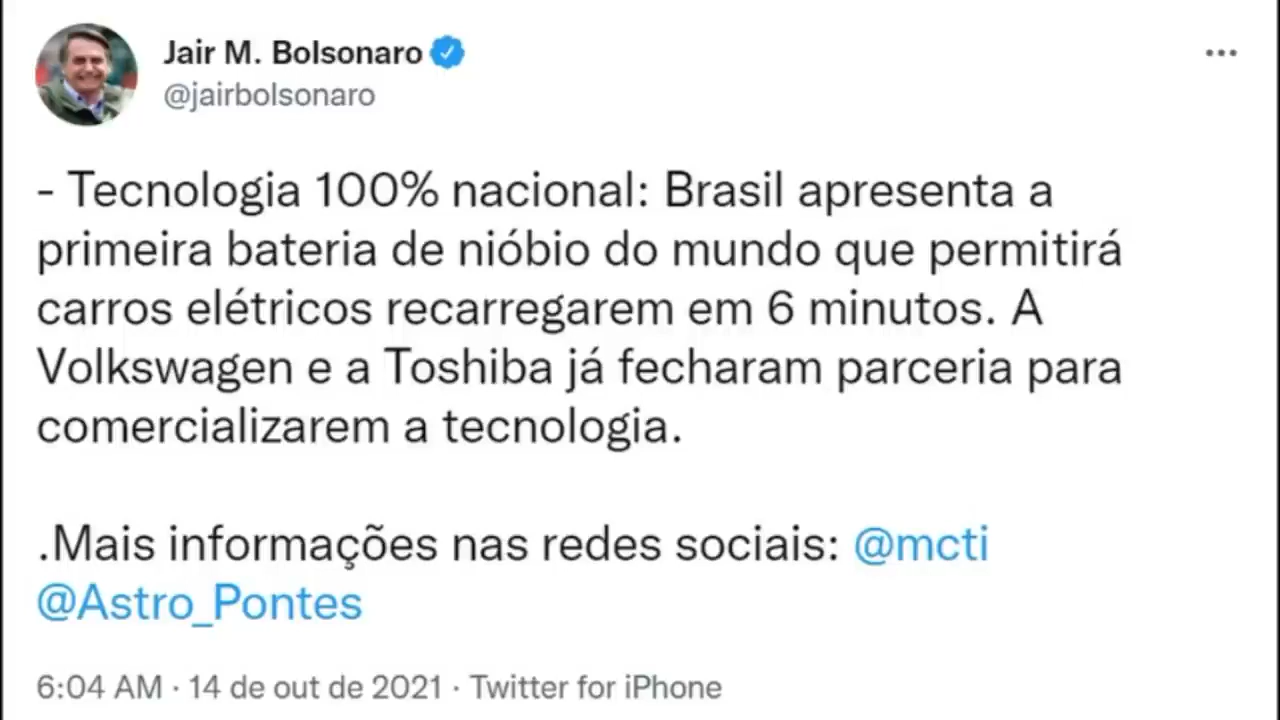 Jair M. Bolsonaro
@jairbolsonaro
- Tecnologia 100% nacional: Brasil apresenta a
primeira bateria de nióbio do mundo que permitirá
carros elétricos recarregarem em 6 minutos. A
Volkswagen e a Toshiba já fecharam parceria para
comercializarem a tecnologia.
.Mais informações nas redes sociais: @mcti
@Astro_Pontes
6:04 AM · 14 de out de 2021 · Twitter for iPhone